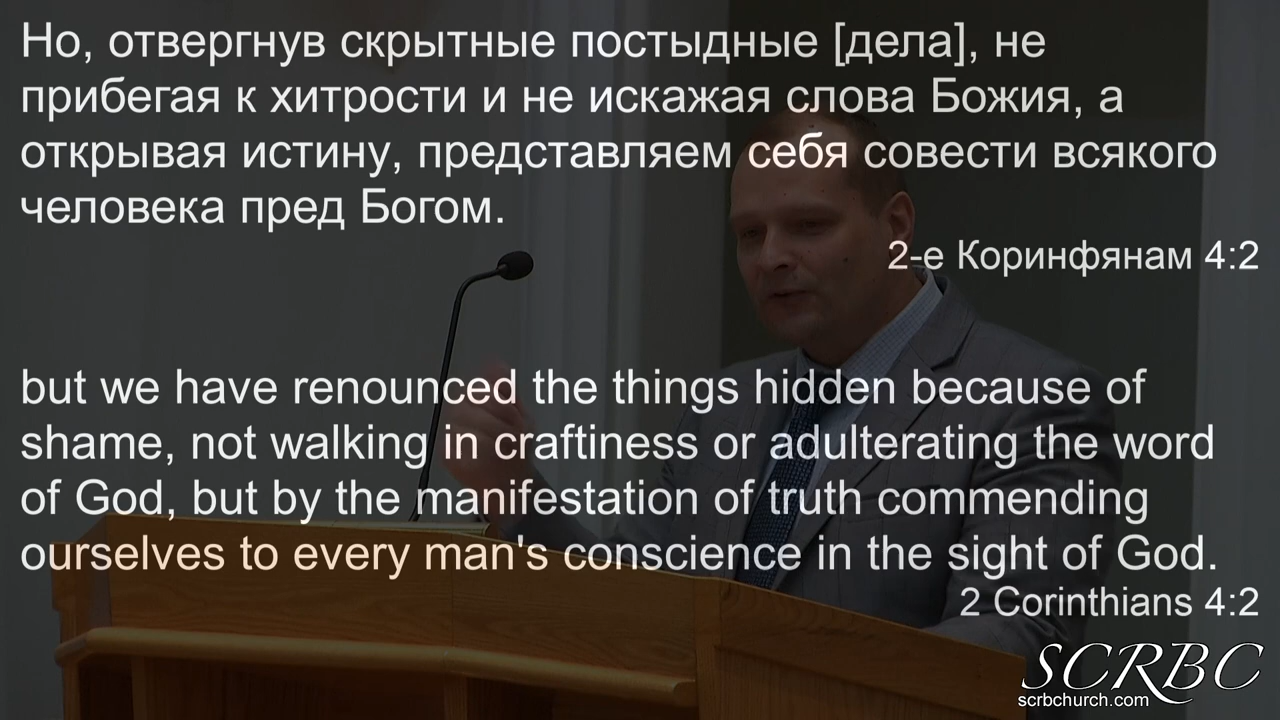 Но, отвергнув скрытные постыдные [дела], не
прибегая к хитрости и не искажая слова Божия, а
открывая истину, представляем себя совести всякого
человека пред Богом.
2-е Коринфянам 4:2
but we have renounced the things hidden because of
shame, not walking in craftiness or adulterating the word
of God, but by the manifestation of truth commending
ourselves to every man's conscience in the sight of God.
2 Corinthians 4:2
SCRBC
scrbchurch.com